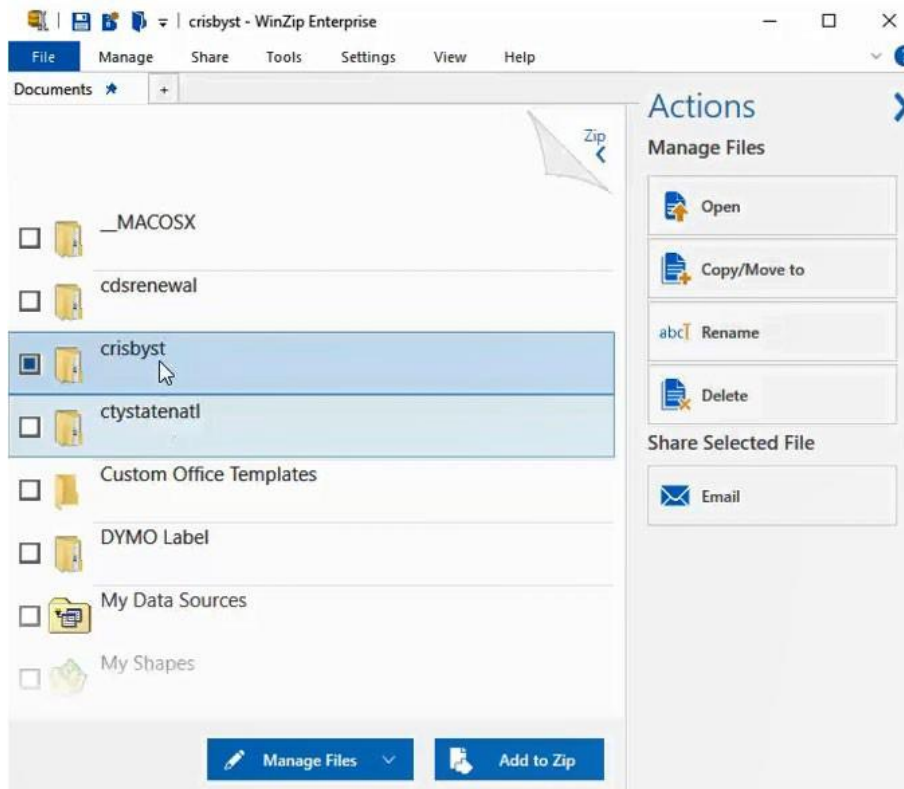 crisbyst - WinZip Enterprise
File Manage Share Tools Settings View Help
Documents +
Zip
__MACOSX
cdsrenewal
crisbyst
ctystatenatl
Custom Office Templates
DYMO Label
My Data Sources
My Shapes
Manage Files
Add to Zip
Actions
Manage Files
Open
Copy/Move to
abc Rename
Delete
Share Selected File
Email